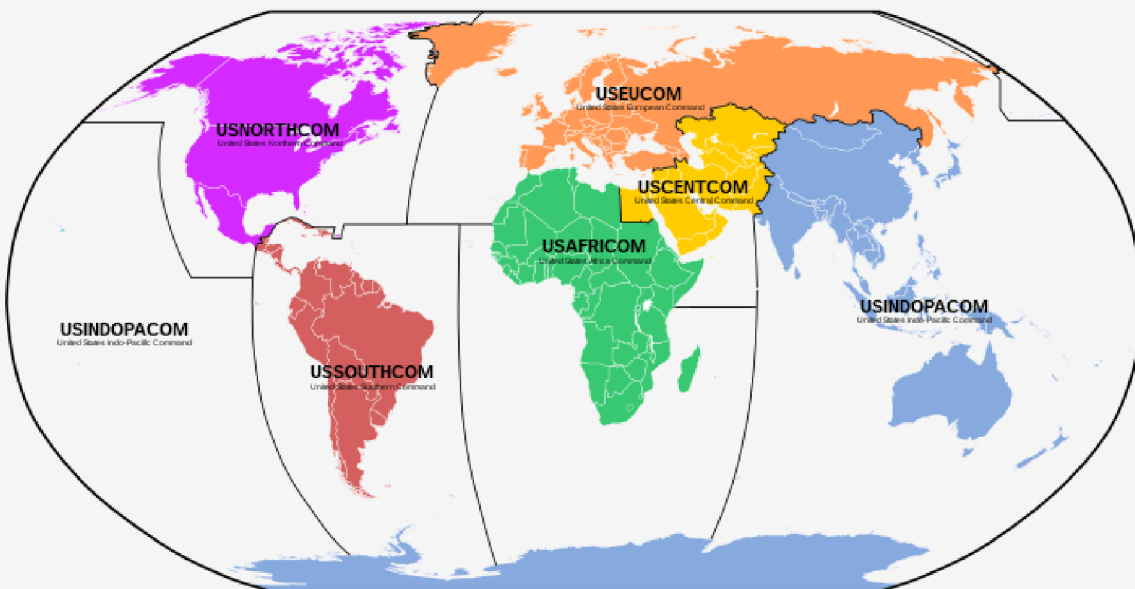 USEUCOM
United States European Command
USNORTHCOM
United States Northern Command
USCENTCOM
United States Central Command
USAFRICOM
United States Africa Command
USINDOPACOM
United States Indo-Pacific Command
USINDOPACOM
United States Indo-Pacific Command
USSOUTHCOM
United States Southern Command